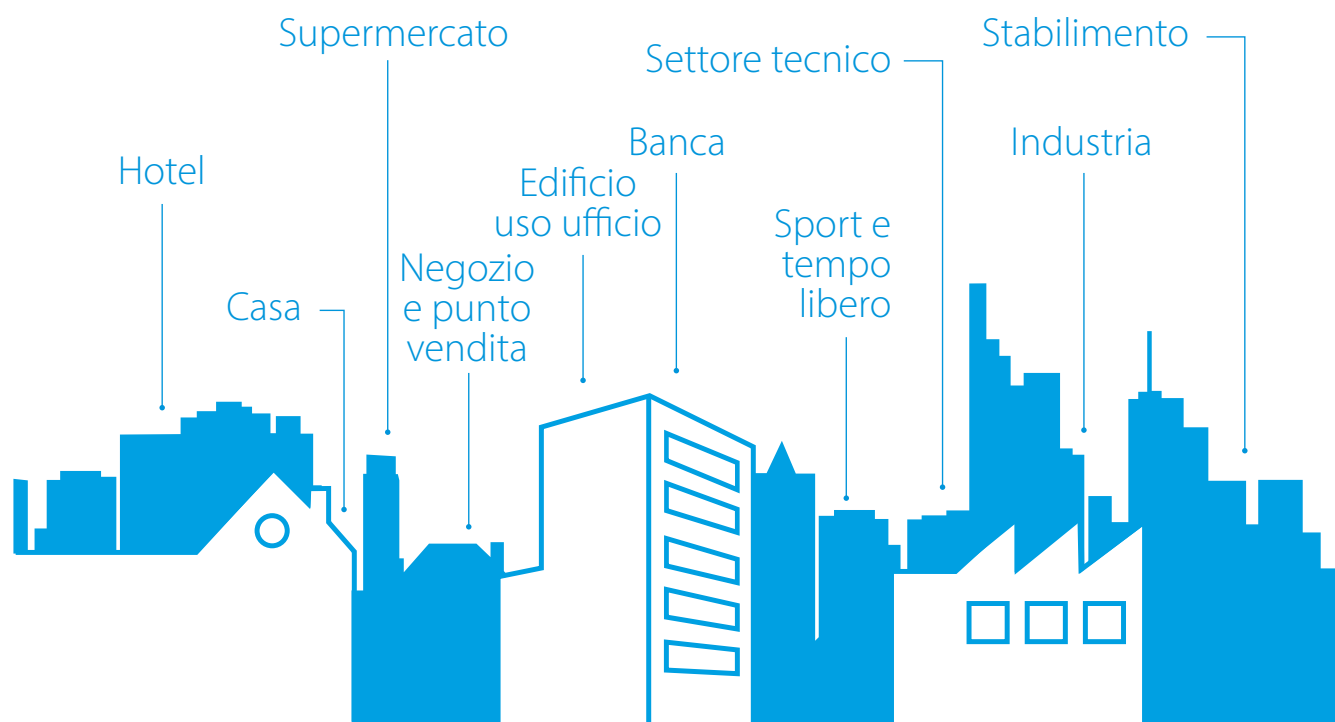 Hotel
Casa
Supermercato
Negozio
e punto
vendita
Edificio
uso ufficio
Banca
Sport e
tempo
libero
Settore tecnico
Industria
Stabilimento